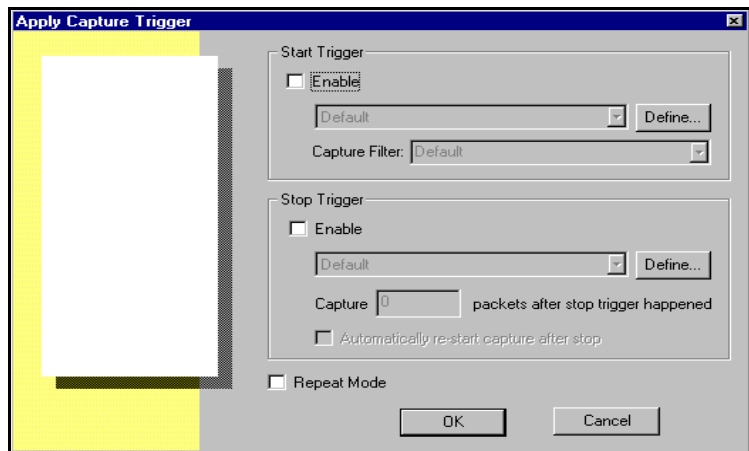 Apply Capture Trigger
Start Trigger
Enable
Default
Define...
Capture Filter: Default
Stop Trigger
Enable
Default
Define...
Capture 0 packets after stop trigger happened
Automatically re-start capture after stop
Repeat Mode
OK
Cancel